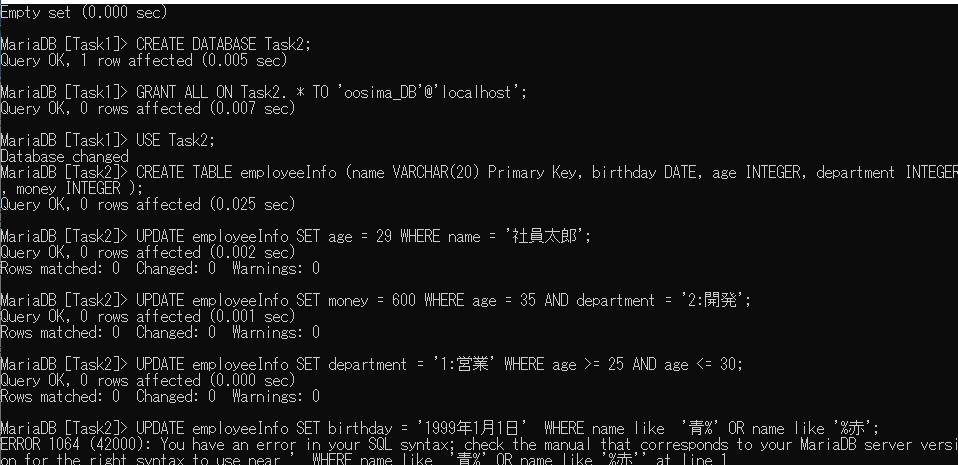 Empty set (0.000 sec)
MariaDB [Task1]> CREATE DATABASE Task2;
Query OK, 1 row affected (0.005 sec)
MariaDB [Task1]> GRANT ALL ON Task2. * TO 'oosima_DB'@'localhost';
Query OK, 0 rows affected (0.007 sec)
MariaDB [Task1]> USE Task2;
Database changed
MariaDB [Task2]> CREATE TABLE employeeInfo (name VARCHAR(20) Primary Key, birthday DATE, age INTEGER, department INTEGER
, money INTEGER );
Query OK, 0 rows affected (0.025 sec)
MariaDB [Task2]> UPDATE employeeInfo SET age = 29 WHERE name = '社員太郎';
Query OK, 0 rows affected (0.002 sec)
Rows matched: 0  Changed: 0  Warnings: 0
MariaDB [Task2]> UPDATE employeeInfo SET money = 600 WHERE age = 35 AND department = '2:開発';
Query OK, 0 rows affected (0.001 sec)
Rows matched: 0  Changed: 0  Warnings: 0
MariaDB [Task2]> UPDATE employeeInfo SET department = '1:営業' WHERE age >= 25 AND age <= 30;
Query OK, 0 rows affected (0.000 sec)
Rows matched: 0  Changed: 0  Warnings: 0
MariaDB [Task2]> UPDATE employeeInfo SET birthday = '1999年1月1日'　WHERE name like　'青%' OR name like '%赤';
ERROR 1064 (42000): You have an error in your SQL syntax; check the manual that corresponds to your MariaDB server versi
on for the right syntax to use near '　WHERE name like　'青%' OR name like '%赤'' at line 1